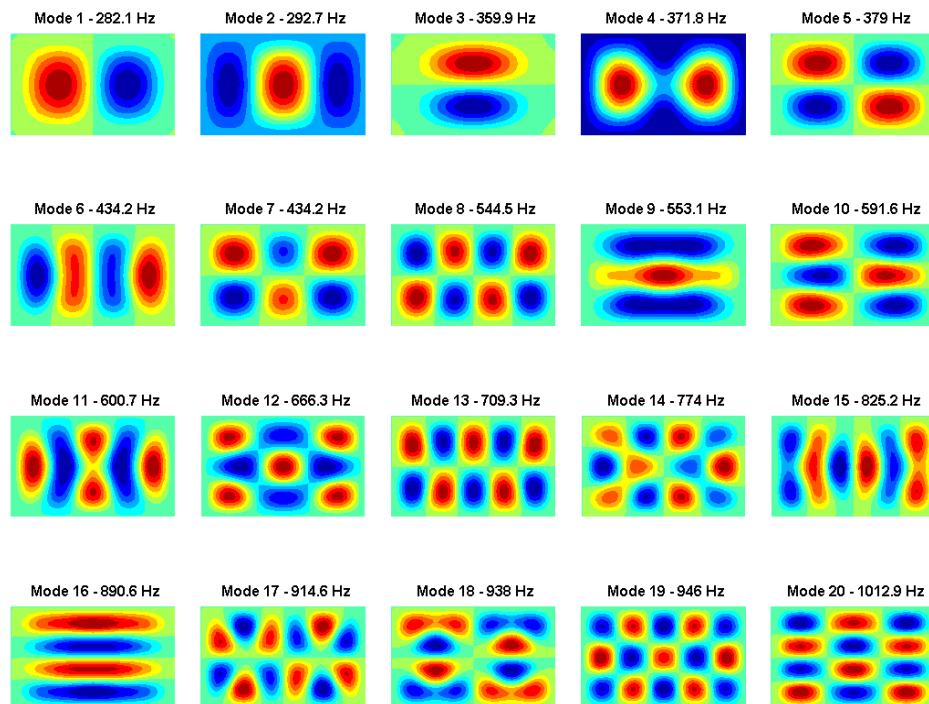 Mode 1 - 282.1 Hz
Mode 2 - 292.7 Hz
Mode 3 - 359.9 Hz
Mode 4 - 371.8 Hz
Mode 5 - 379 Hz
Mode 6 - 434.2 Hz
Mode 7 - 434.2 Hz
Mode 8 - 544.5 Hz
Mode 9 - 553.1 Hz
Mode 10 - 591.6 Hz
Mode 11 - 600.7 Hz
Mode 12 - 666.3 Hz
Mode 13 - 709.3 Hz
Mode 14 - 774 Hz
Mode 15 - 825.2 Hz
Mode 16 - 890.6 Hz
Mode 17 - 914.6 Hz
Mode 18 - 938 Hz
Mode 19 - 946 Hz
Mode 20 - 1012.9 Hz